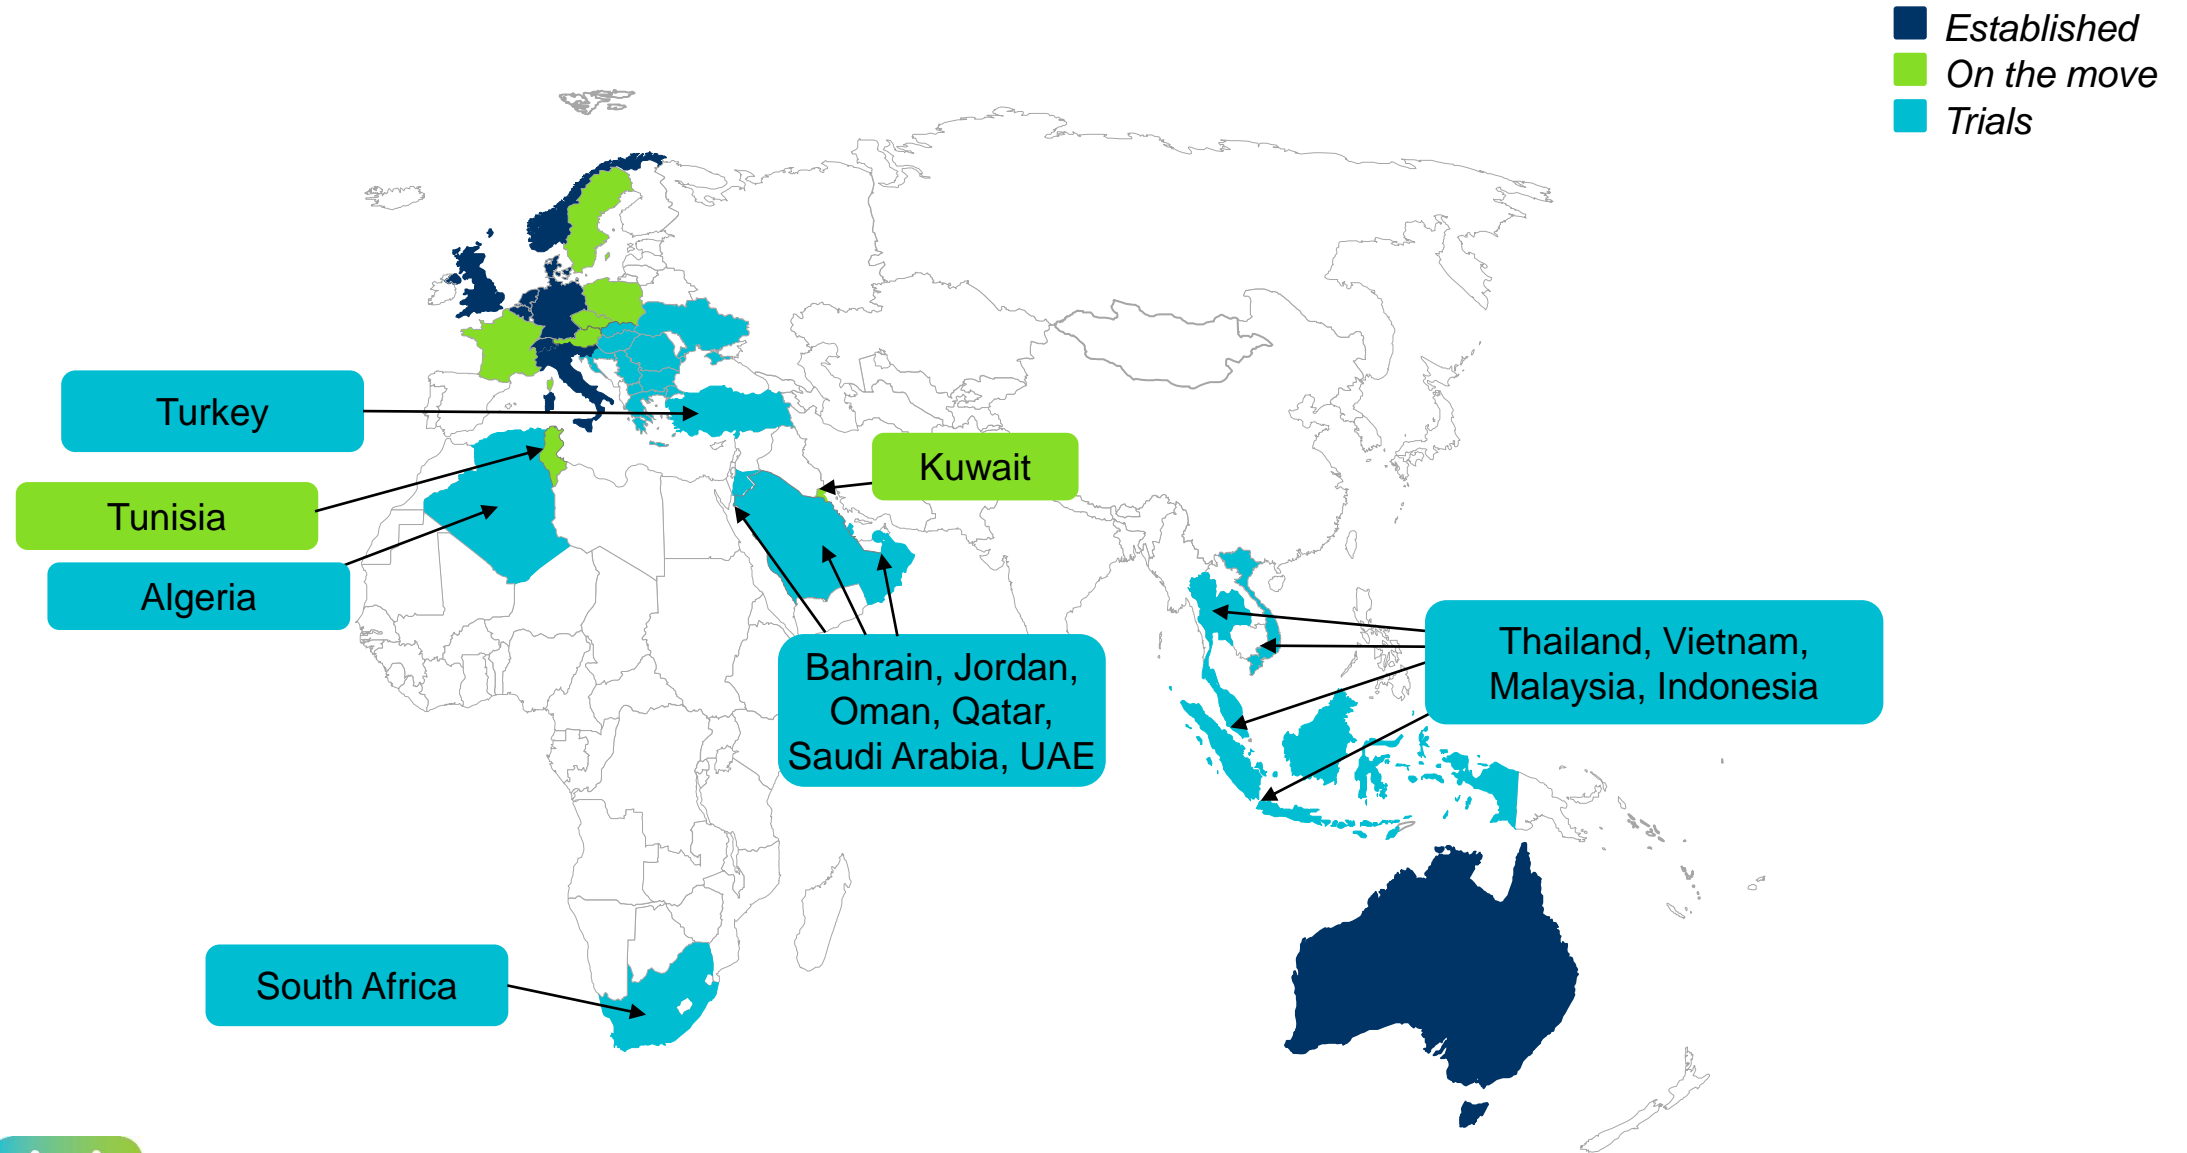 Established
On the move
Trials
Turkey
Kuwait
Tunisia
Algeria
Thailand, Vietnam,
Malaysia, Indonesia
Bahrain, Jordan,
Oman, Qatar,
Saudi Arabia, UAE
South Africa